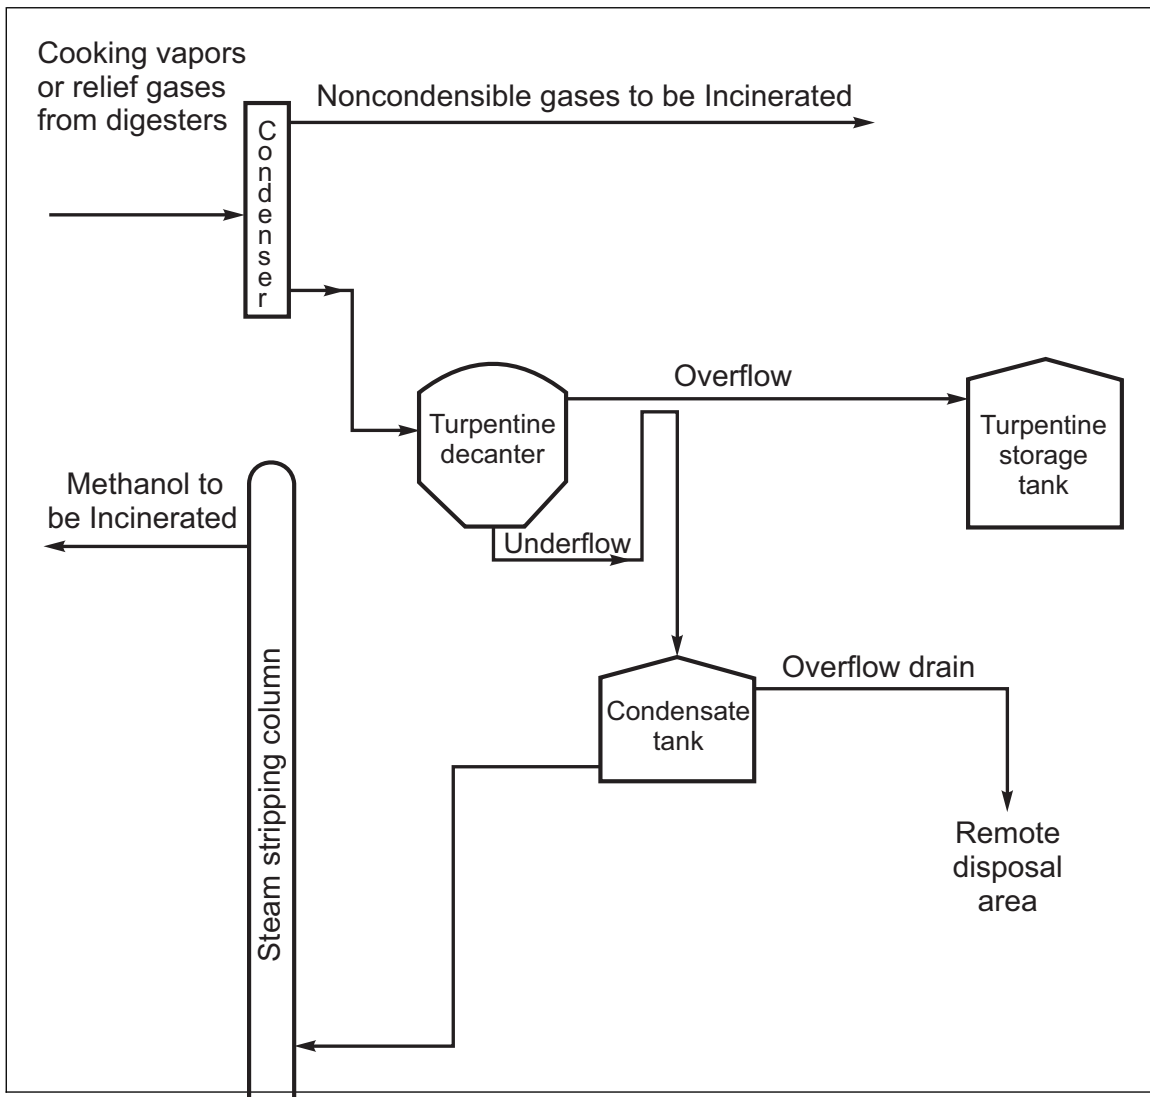 Cooking vapors
or relief gases
from digesters
Noncondensible gases to be Incinerated
Condenser
Overflow
Turpentine
decanter
Turpentine
storage
tank
Methanol to
be Incinerated
Underflow
Steam stripping column
Overflow drain
Condensate
tank
Remote
disposal
area